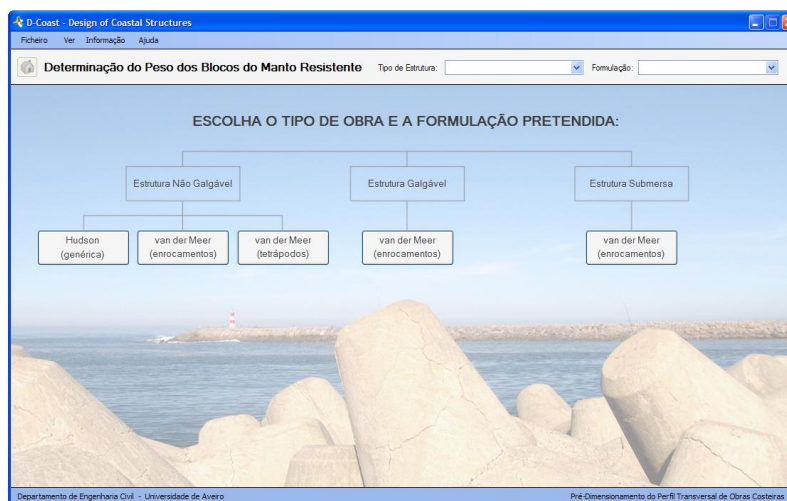 D-Coast - Design of Coastal Structures
Ficheiro Ver Informação Ajuda
Determinação do Peso dos Blocos do Manto Resistente Tipo de Estrutura: Formulação:
ESCOLHA O TIPO DE OBRA E A FORMULAÇÃO PRETENDIDA:
Estrutura Não Galgável Estrutura Galgável Estrutura Submersa
Hudson
(genérica)
van der Meer
(enrocamentos)
van der Meer
(tetrápodos)
van der Meer
(enrocamentos)
van der Meer
(enrocamentos)
Departamento de Engenharia Civil - Universidade de Aveiro Pré-Dimensionamento do Perfil Transversal de Obras Costeiras